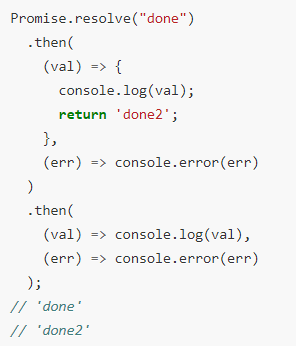 Promise.resolve("done")
  .then(
    (val) => {
      console.log(val);
      return 'done2';
    },
    (err) => console.error(err)
  )
  .then(
    (val) => console.log(val),
    (err) => console.error(err)
  );
// 'done'
// 'done2'